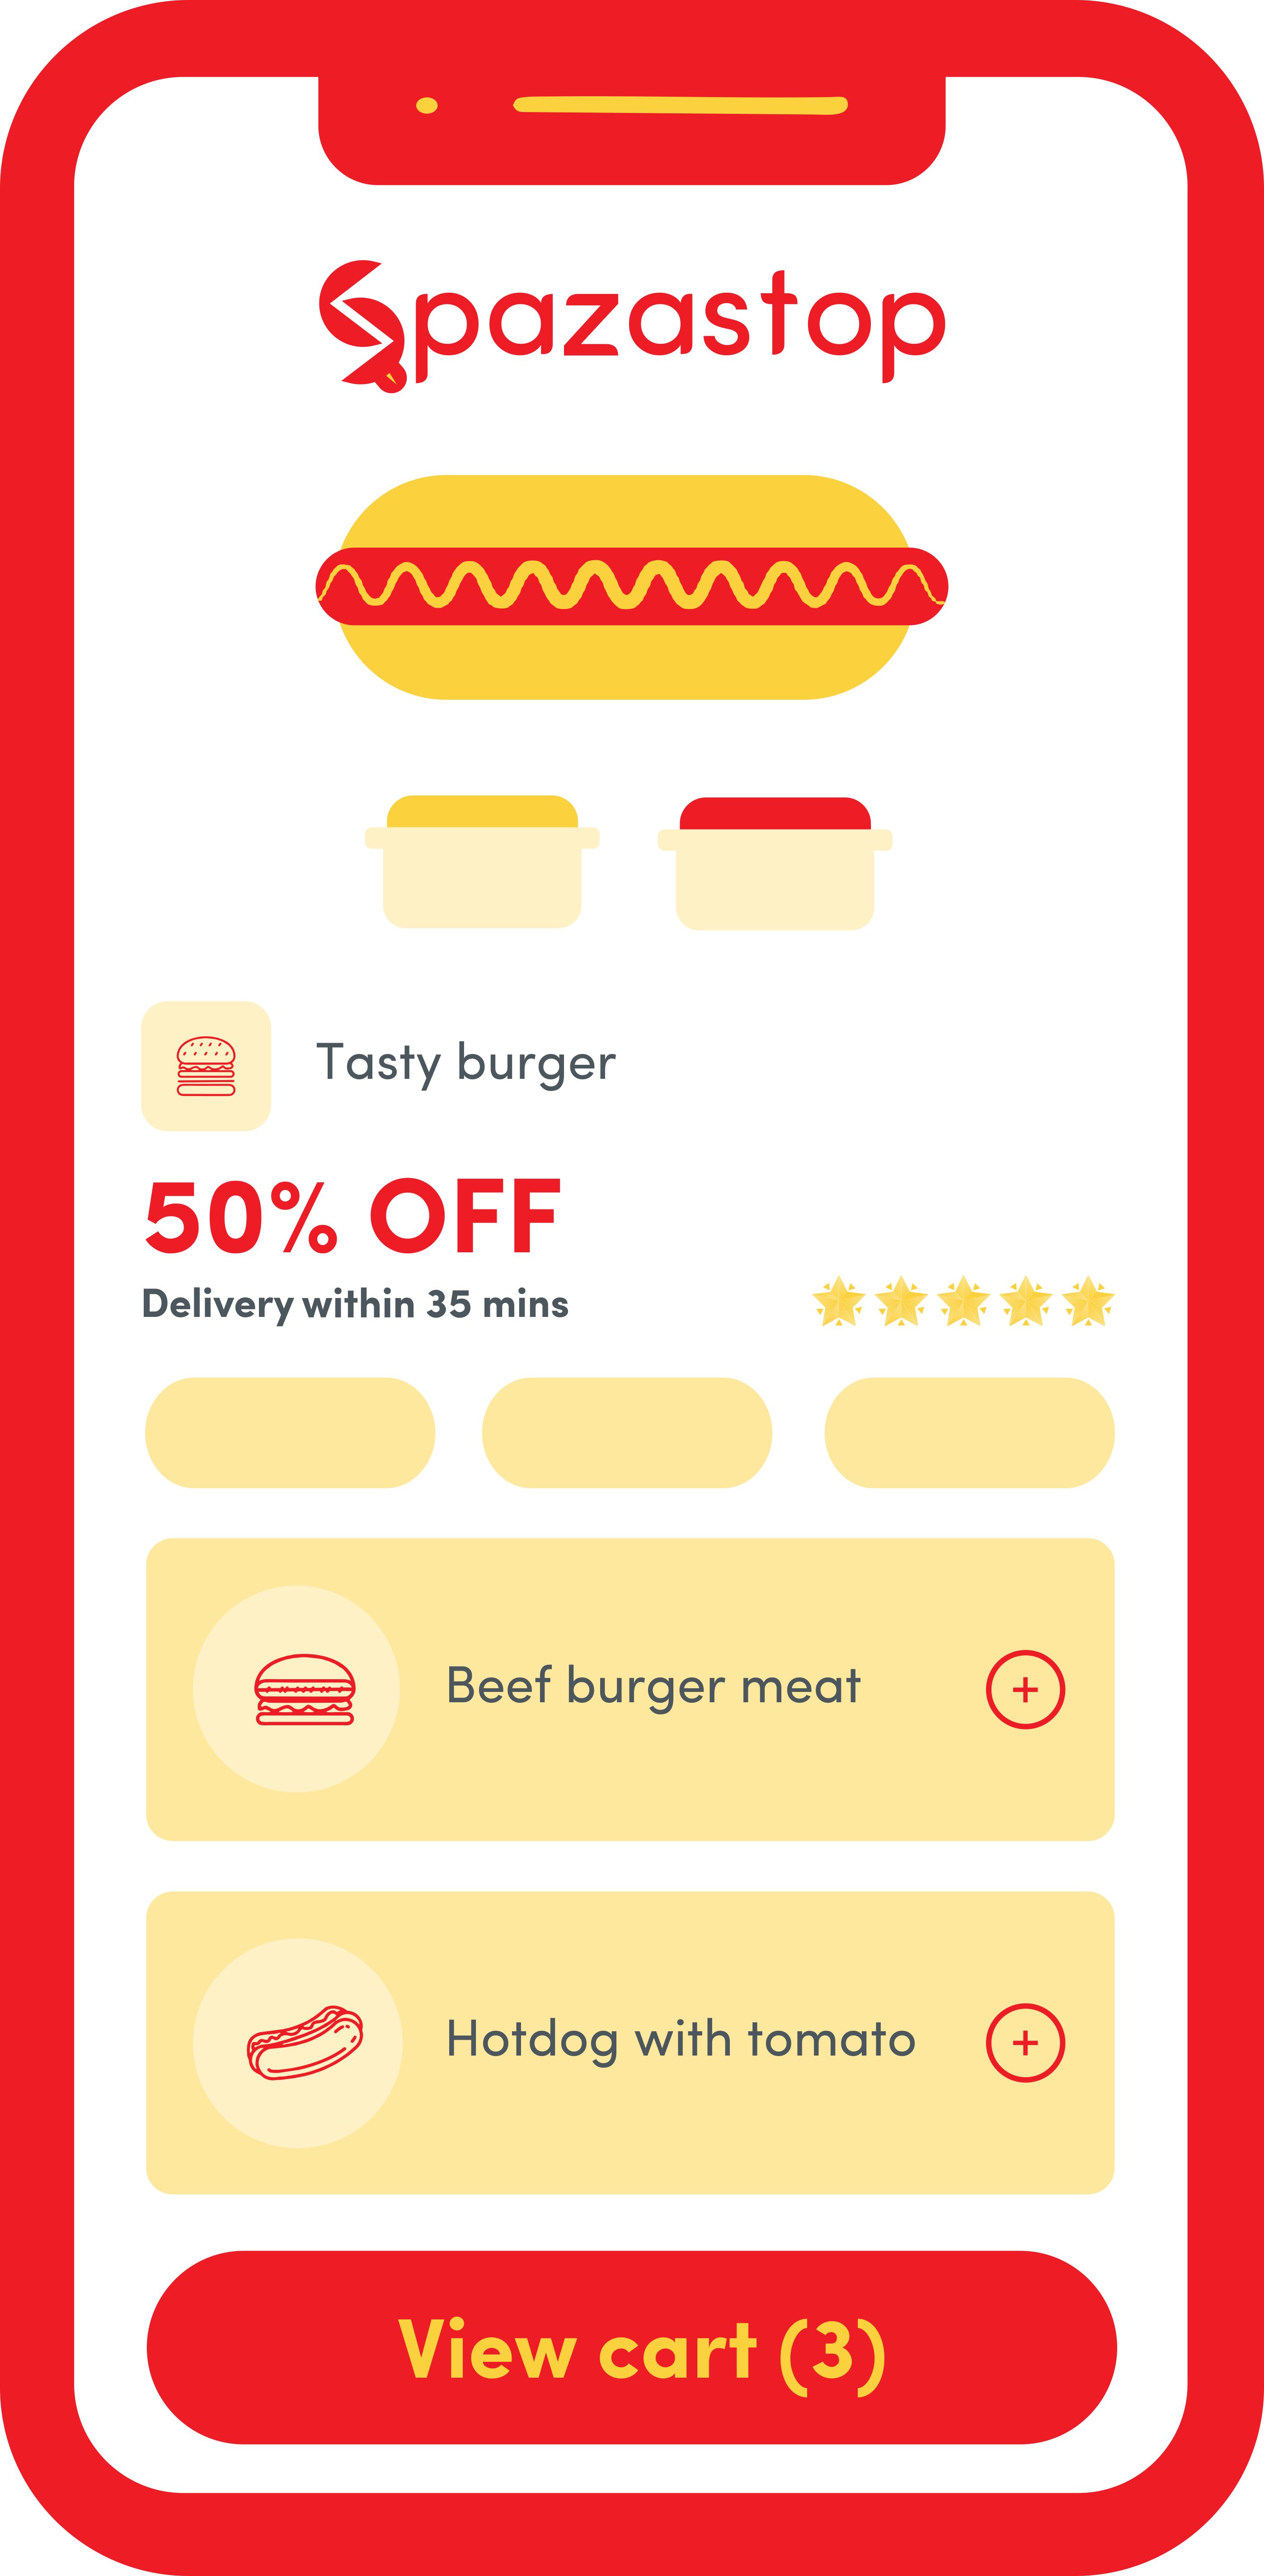 Spazastop
Tasty burger
50% OFF
Delivery within 35 mins
Beef burger meat
Hotdog with tomato
View cart (3)